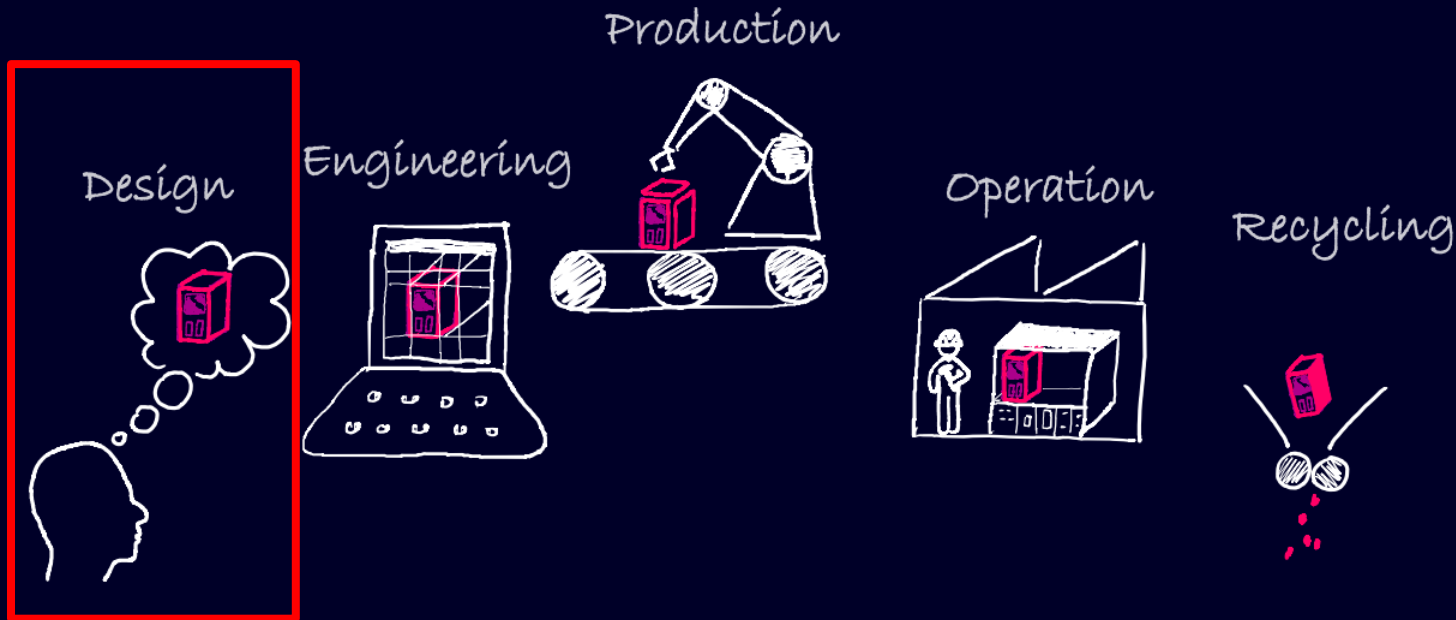 Design
Engineering
Production
Operation
Recycling